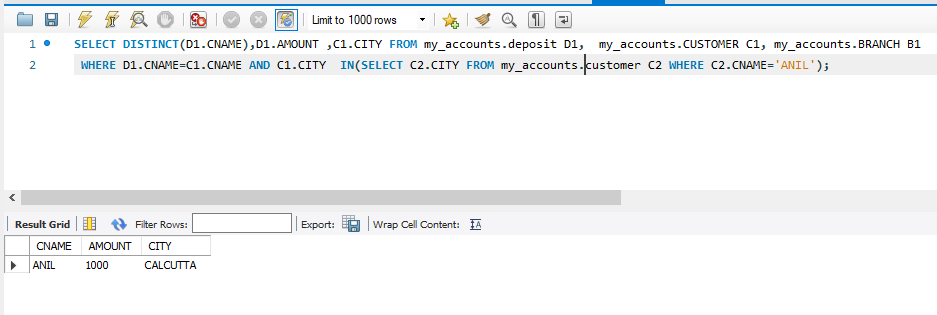 Limit to 1000 rows
1 SELECT DISTINCT(D1.CNAME),D1.AMOUNT ,C1.CITY FROM my_accounts.deposit D1,  my_accounts.CUSTOMER C1, my_accounts.BRANCH B1
2 WHERE D1.CNAME=C1.CNAME AND C1.CITY  IN(SELECT C2.CITY FROM my_accounts.customer C2 WHERE C2.CNAME='ANIL');
Result Grid Filter Rows: Export: Wrap Cell Content: IA
CNAME AMOUNT CITY
ANIL 1000 CALCUTTA